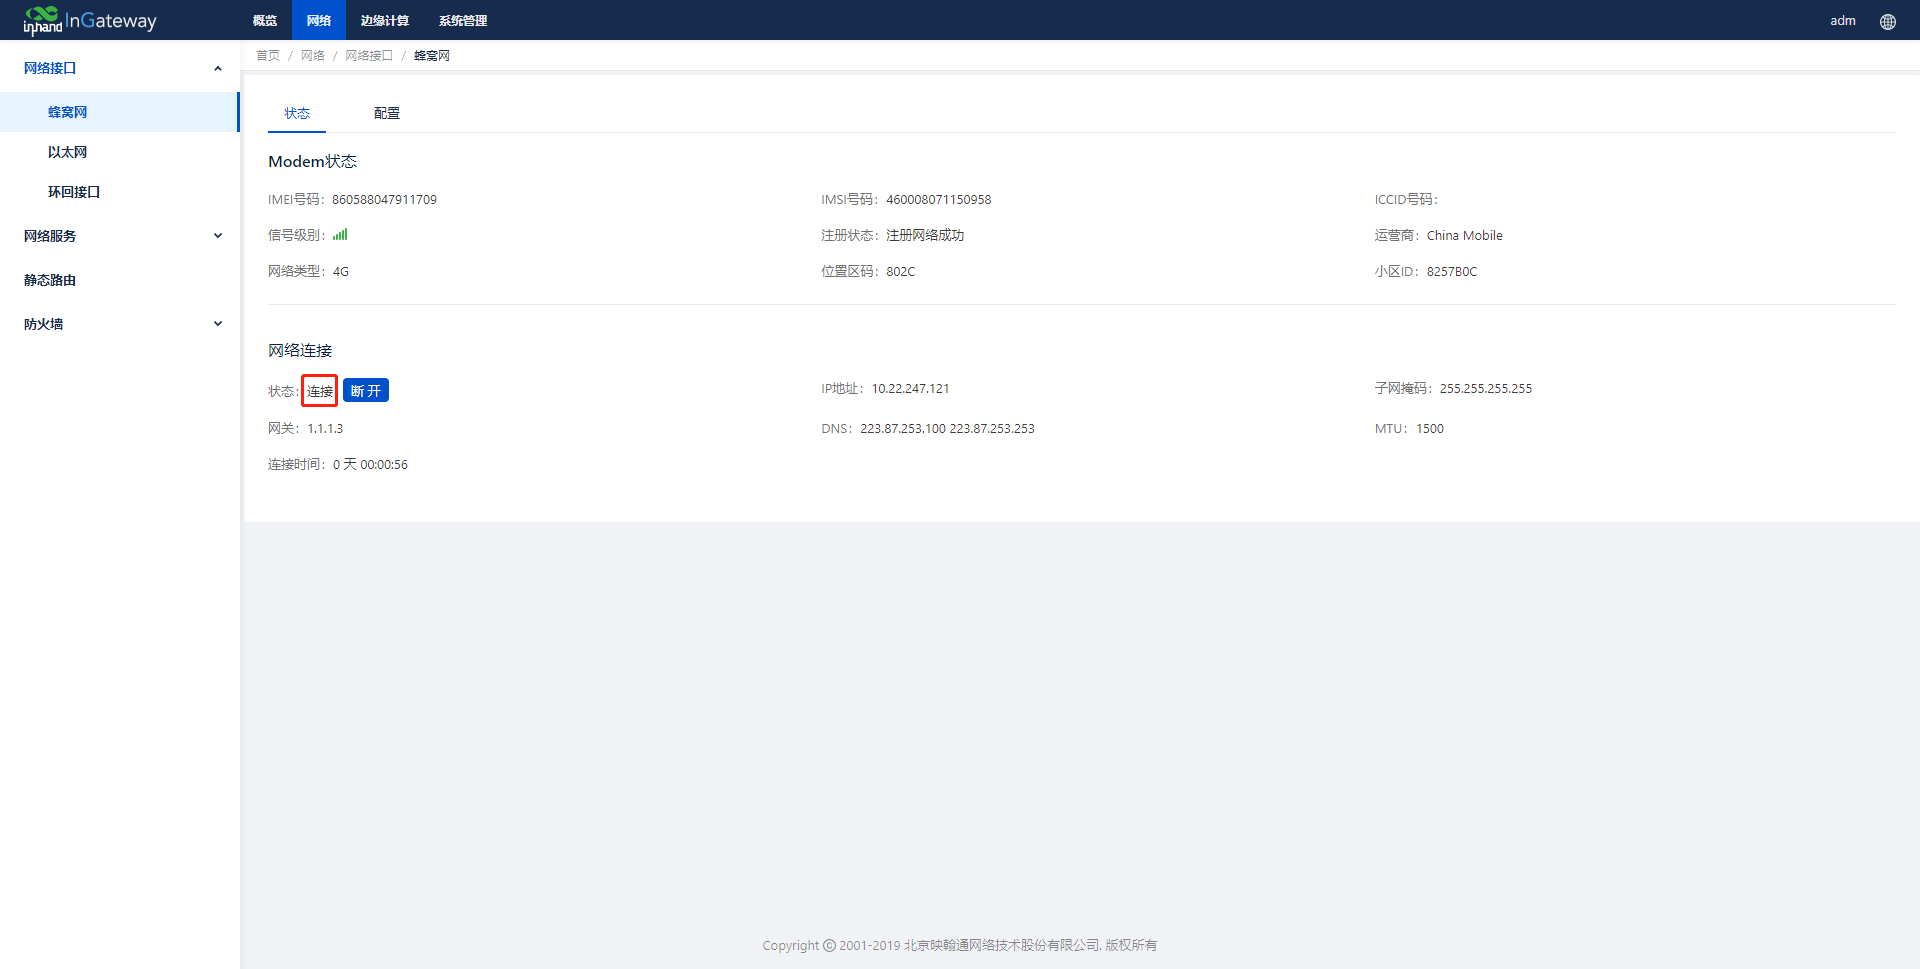 inhand InGateway 概览 网络 边缘计算 系统管理 adm
网络接口
蜂窝网
以太网
环回接口
网络服务
静态路由
防火墙
首页 / 网络 / 网络接口 / 蜂窝网
状态 配置
Modem状态
IMEI号码: 860588047911709 IMSI号码: 460008071150958 ICCID号码:
信号级别: 注册状态: 注册网络成功 运营商: China Mobile
网络类型: 4G 位置区码: 802C 小区ID: 8257B0C
网络连接
状态: 连接 断 开 IP地址: 10.22.247.121 子网掩码: 255.255.255.255
网关: 1.1.1.3 DNS: 223.87.253.100 223.87.253.253 MTU: 1500
连接时间: 0 天 00:00:56
Copyright © 2001-2019 北京映翰通网络技术股份有限公司. 版权所有